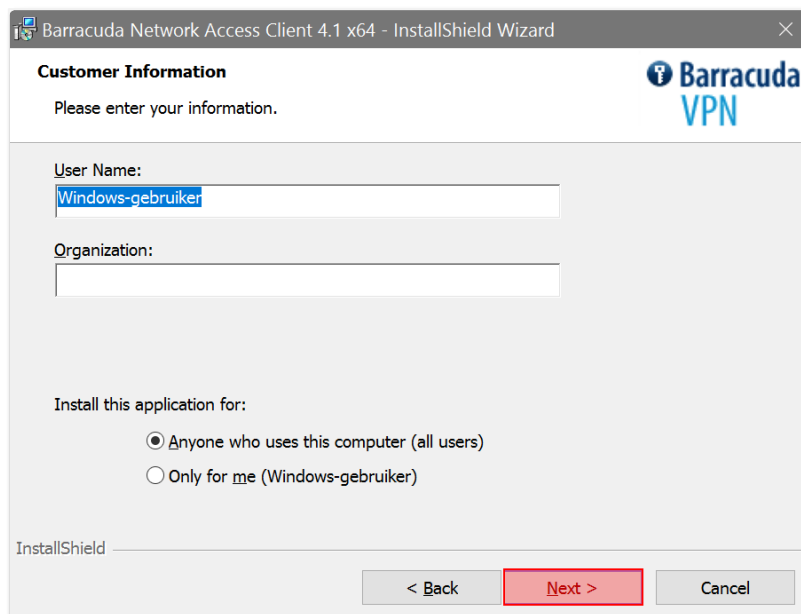 Barracuda Network Access Client 4.1 x64 - InstallShield Wizard
Customer Information
Please enter your information.
Barracuda
VPN
User Name:
Windows-gebruiker
Organization:
Install this application for:
Anyone who uses this computer (all users)
Only for me (Windows-gebruiker)
InstallShield
< Back Next > Cancel